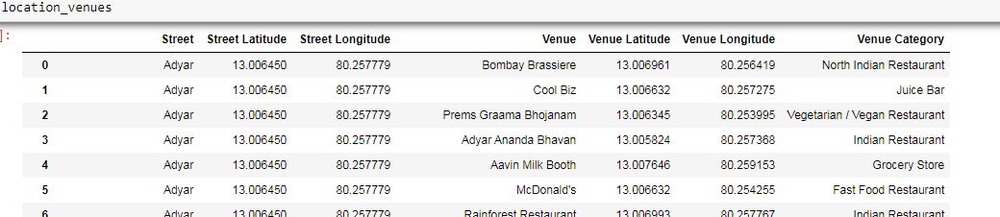 location_venues
]:
Street Street Latitude Street Longitude Venue Venue Latitude Venue Longitude Venue Category
0 Adyar 13.006450 80.257779 Bombay Brassiere 13.006961 80.256419 North Indian Restaurant
1 Adyar 13.006450 80.257779 Cool Biz 13.006632 80.257275 Juice Bar
2 Adyar 13.006450 80.257779 Prems Graama Bhojanam 13.006345 80.253995 Vegetarian / Vegan Restaurant
3 Adyar 13.006450 80.257779 Adyar Ananda Bhavan 13.005824 80.257368 Indian Restaurant
4 Adyar 13.006450 80.257779 Aavin Milk Booth 13.007646 80.259153 Grocery Store
5 Adyar 13.006450 80.257779 McDonald's 13.006632 80.254255 Fast Food Restaurant
6 Adyar 13.006450 80.257779 Rainforest Restaurant 13.006993 80.257767 Indian Restaurant